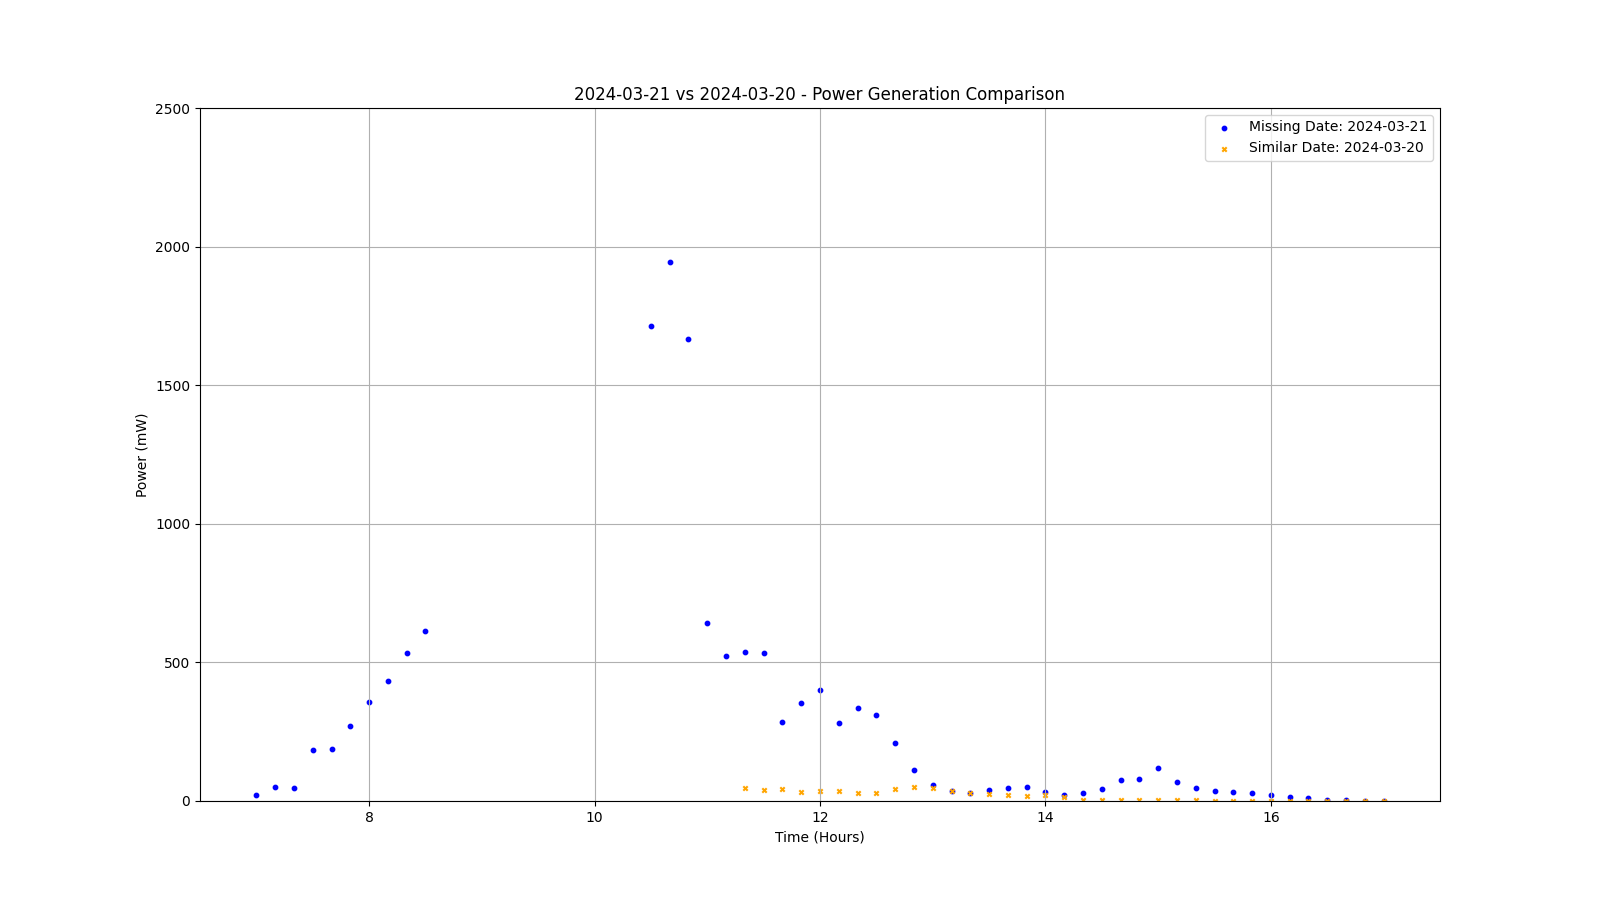 2024-03-21 vs 2024-03-20 - Power Generation Comparison
Missing Date: 2024-03-21
Similar Date: 2024-03-20
2500
2000
1500
1000
500
0
Power (mW)
8 10 12 14 16
Time (Hours)